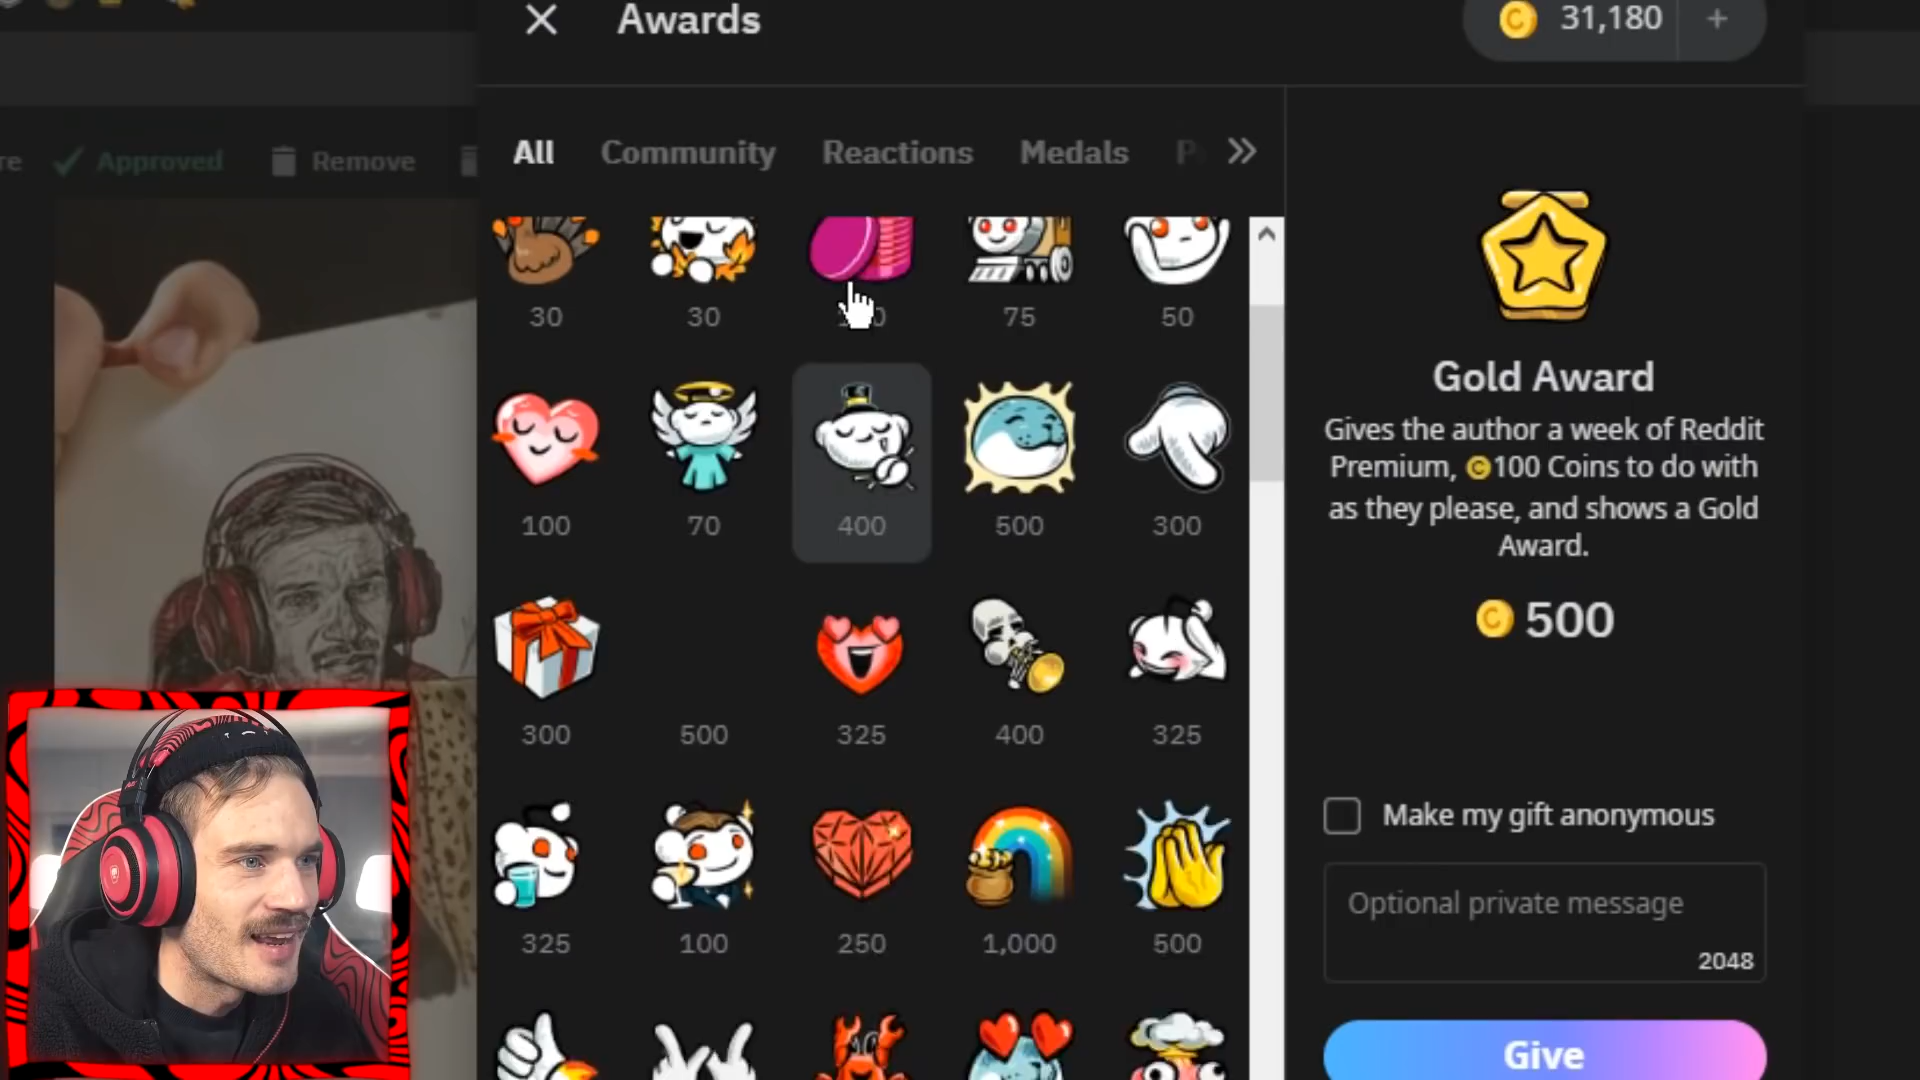 Awards
31,180 +
All Community Reactions Medals
re Approved Remove
30 30 75 50
100 70 400 500 300
300 500 325 400 325
325 100 250 1,000 500
Gold Award
Gives the author a week of Reddit
Premium, C100 Coins to do with
as they please, and shows a Gold
Award.
C 500
Make my gift anonymous
Optional private message
2048
Give